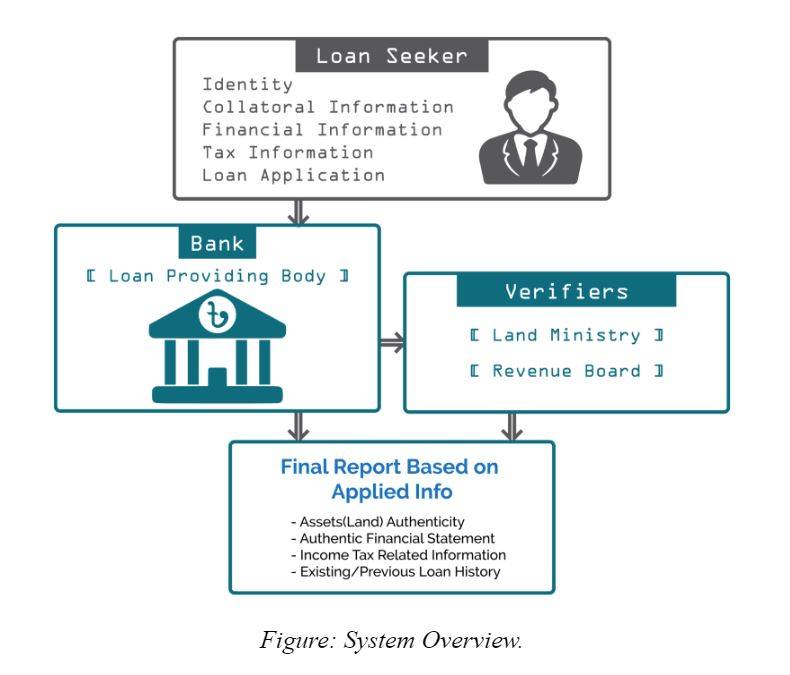 Loan Seeker
Identity
Collatoral Information
Financial Information
Tax Information
Loan Application
Bank
〚 Loan Providing Body 〛
৳
Verifiers
〚 Land Ministry 〛
〚 Revenue Board 〛
Final Report Based on
Applied Info
- Assets(Land) Authenticity
- Authentic Financial Statement
- Income Tax Related Information
- Existing/Previous Loan History
Figure: System Overview.